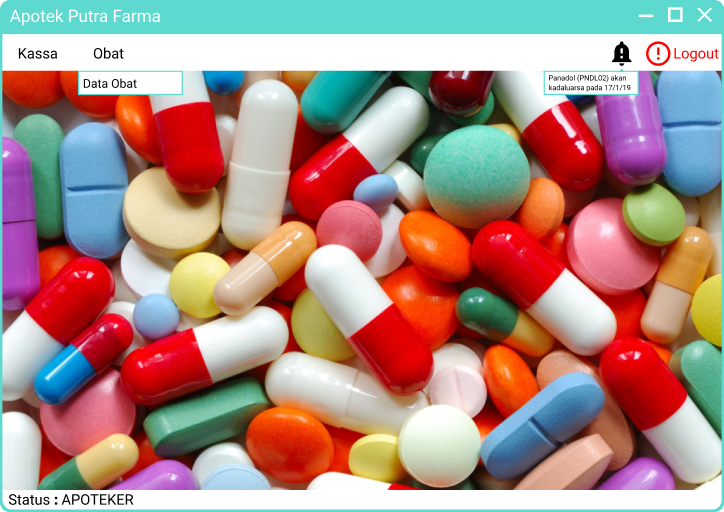 Apotek Putra Farma
Kassa Obat Logout
Data Obat
Panadol (PNDL02) akan
kadaluarsa pada 17/1/19
Status : APOTEKER